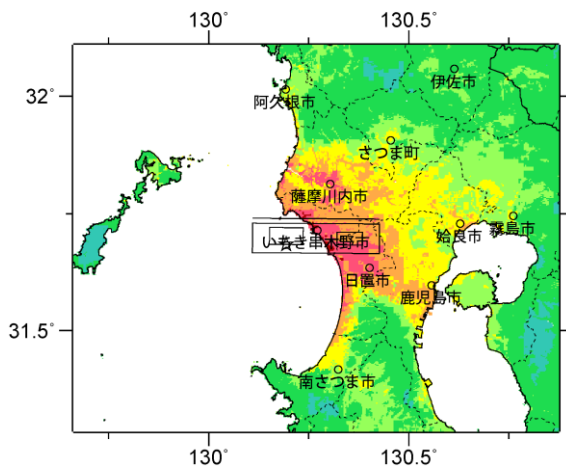 130° 130.5°
32°
伊佐市
阿久根市
さつま町
薩摩川内市
霧島市
姶良市
いちき串木野市
日置市
鹿児島市
31.5°
南さつま市
130° 130.5°